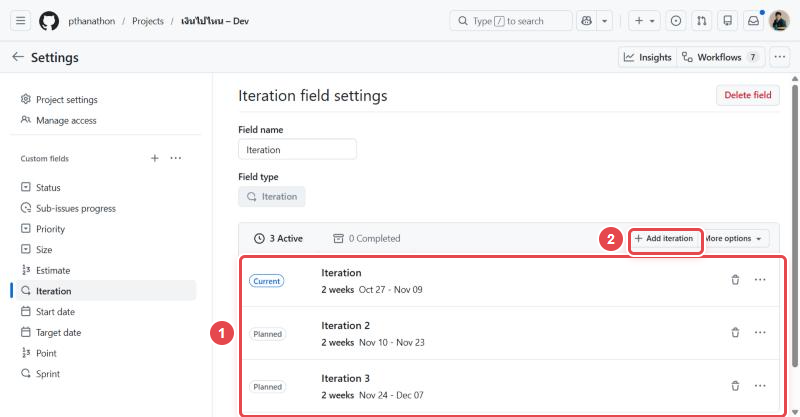 pthanathon / Projects / เงินไปไหน – Dev
Type / to search
Settings
Insights
Workflows 7
Project settings
Manage access
Custom fields
Status
Sub-issues progress
Priority
Size
Estimate
Iteration
Start date
Target date
Point
Sprint
Iteration field settings
Delete field
Field name
Iteration
Field type
Iteration
3 Active
0 Completed
2
Add iteration
More options
1
Current
Iteration
2 weeks Oct 27 - Nov 09
Planned
Iteration 2
2 weeks Nov 10 - Nov 23
Planned
Iteration 3
2 weeks Nov 24 - Dec 07